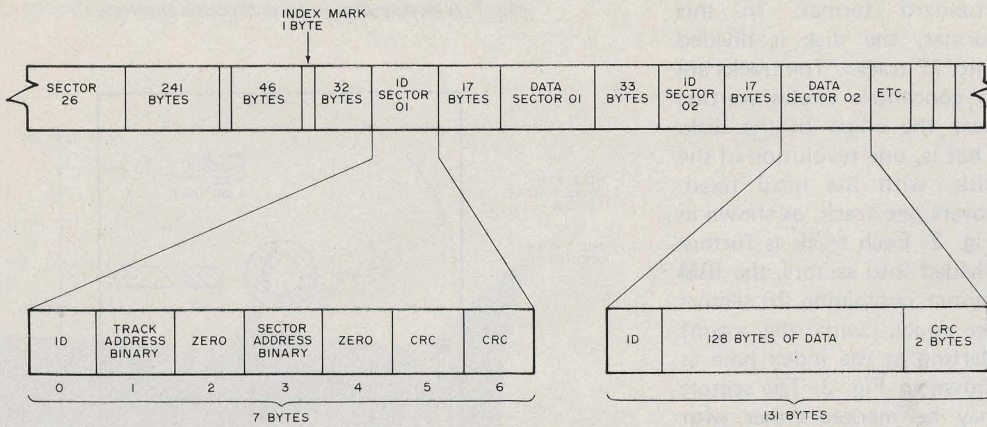 INDEX MARK
1 BYTE
SECTOR
26
241
BYTES
46
BYTES
32
BYTES
ID
SECTOR
01
17
BYTES
DATA
SECTOR 01
33
BYTES
ID
SECTOR
02
17
BYTES
DATA
SECTOR 02
ETC.
ID
TRACK
ADDRESS
BINARY
ZERO
SECTOR
ADDRESS
BINARY
ZERO
CRC
CRC
0 1 2 3 4 5 6
7 BYTES
ID
128 BYTES OF DATA
CRC
2 BYTES
131 BYTES